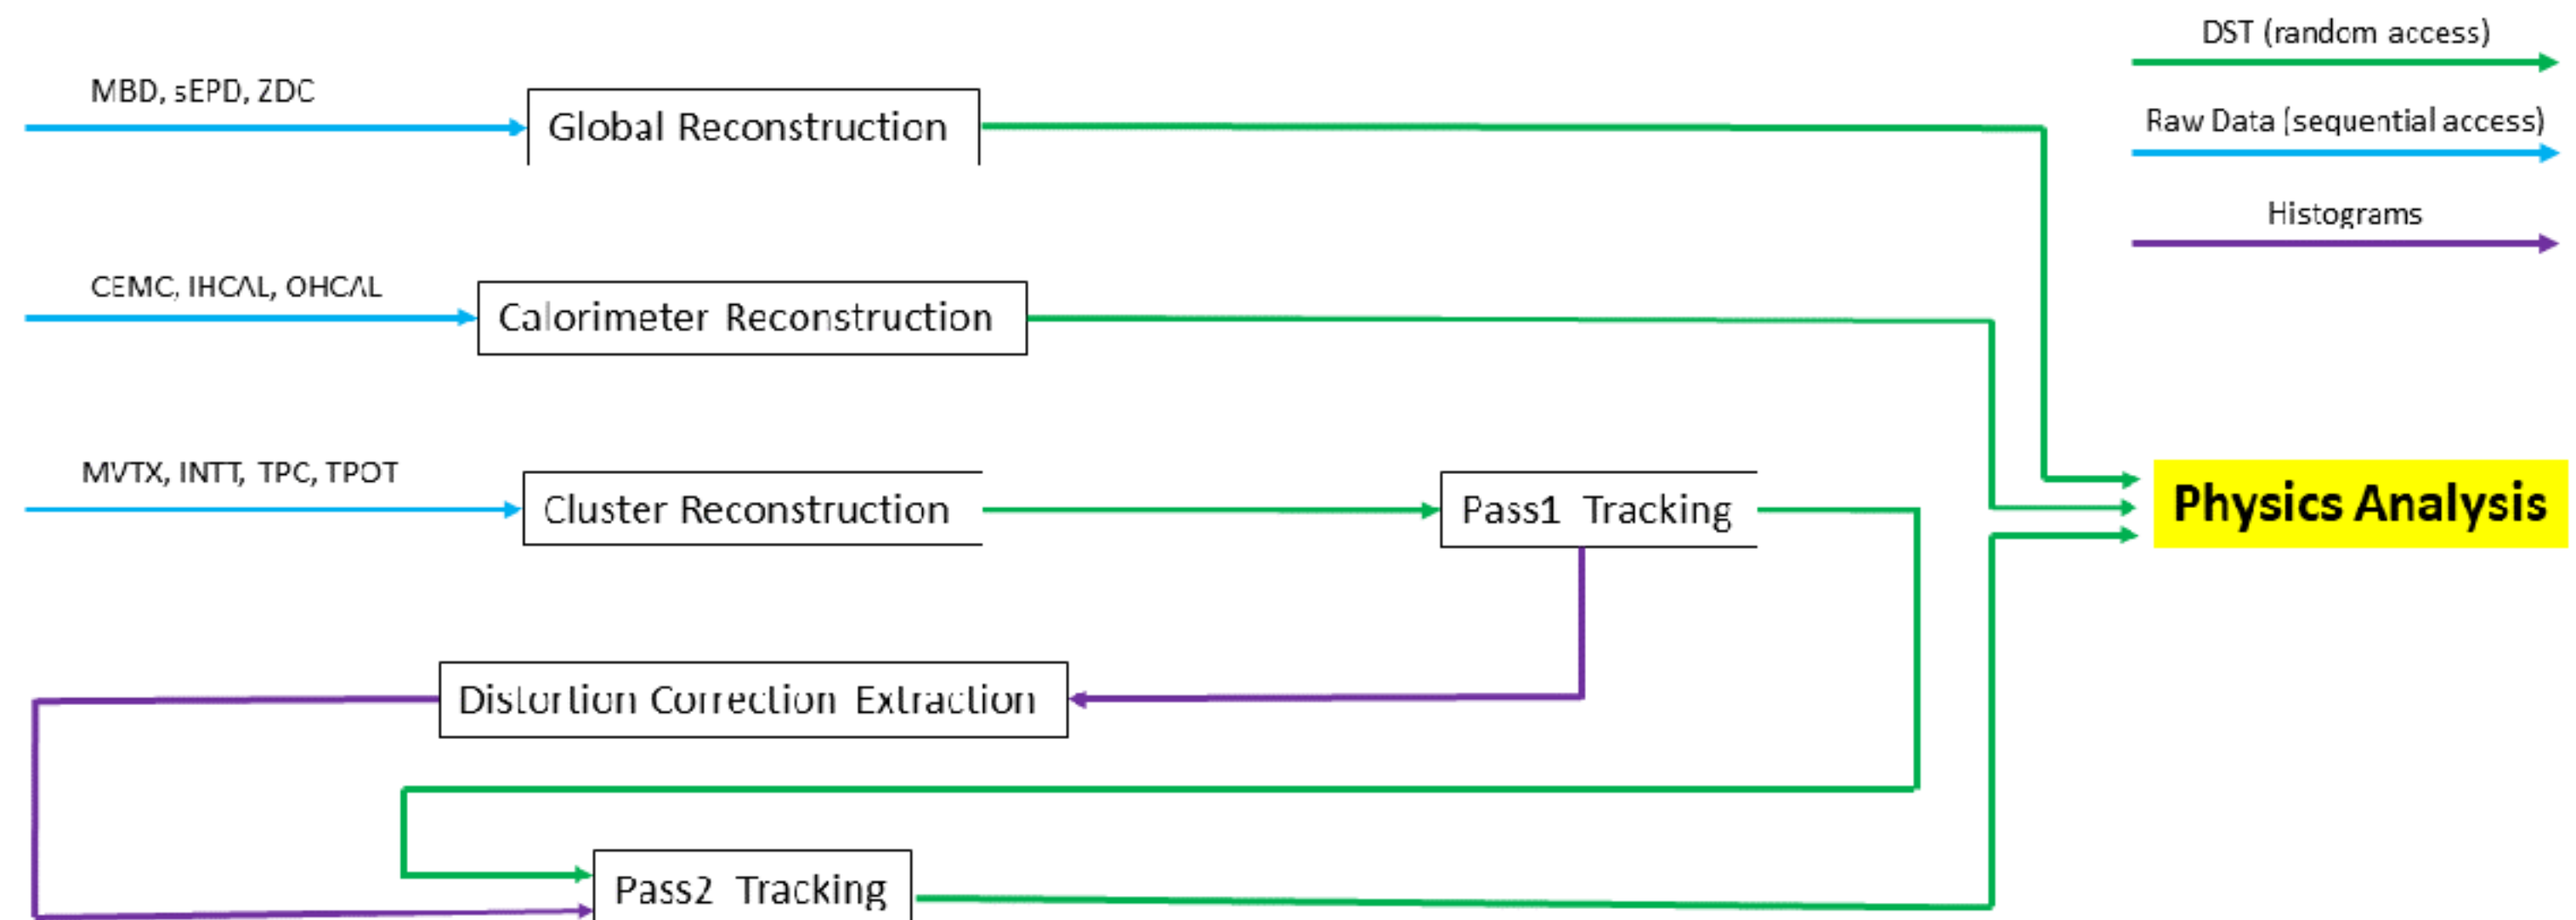 DST (random access)
MBD, sEPD, ZDC
Global Reconstruction
Raw Data (sequential access)
Histograms
CEMC, IHCAL, OHCAL
Calorimeter Reconstruction
MVTX, INTT, TPC, TPOT
Cluster Reconstruction
Pass1 Tracking
Physics Analysis
Distortion Correction Extraction
Pass2 Tracking